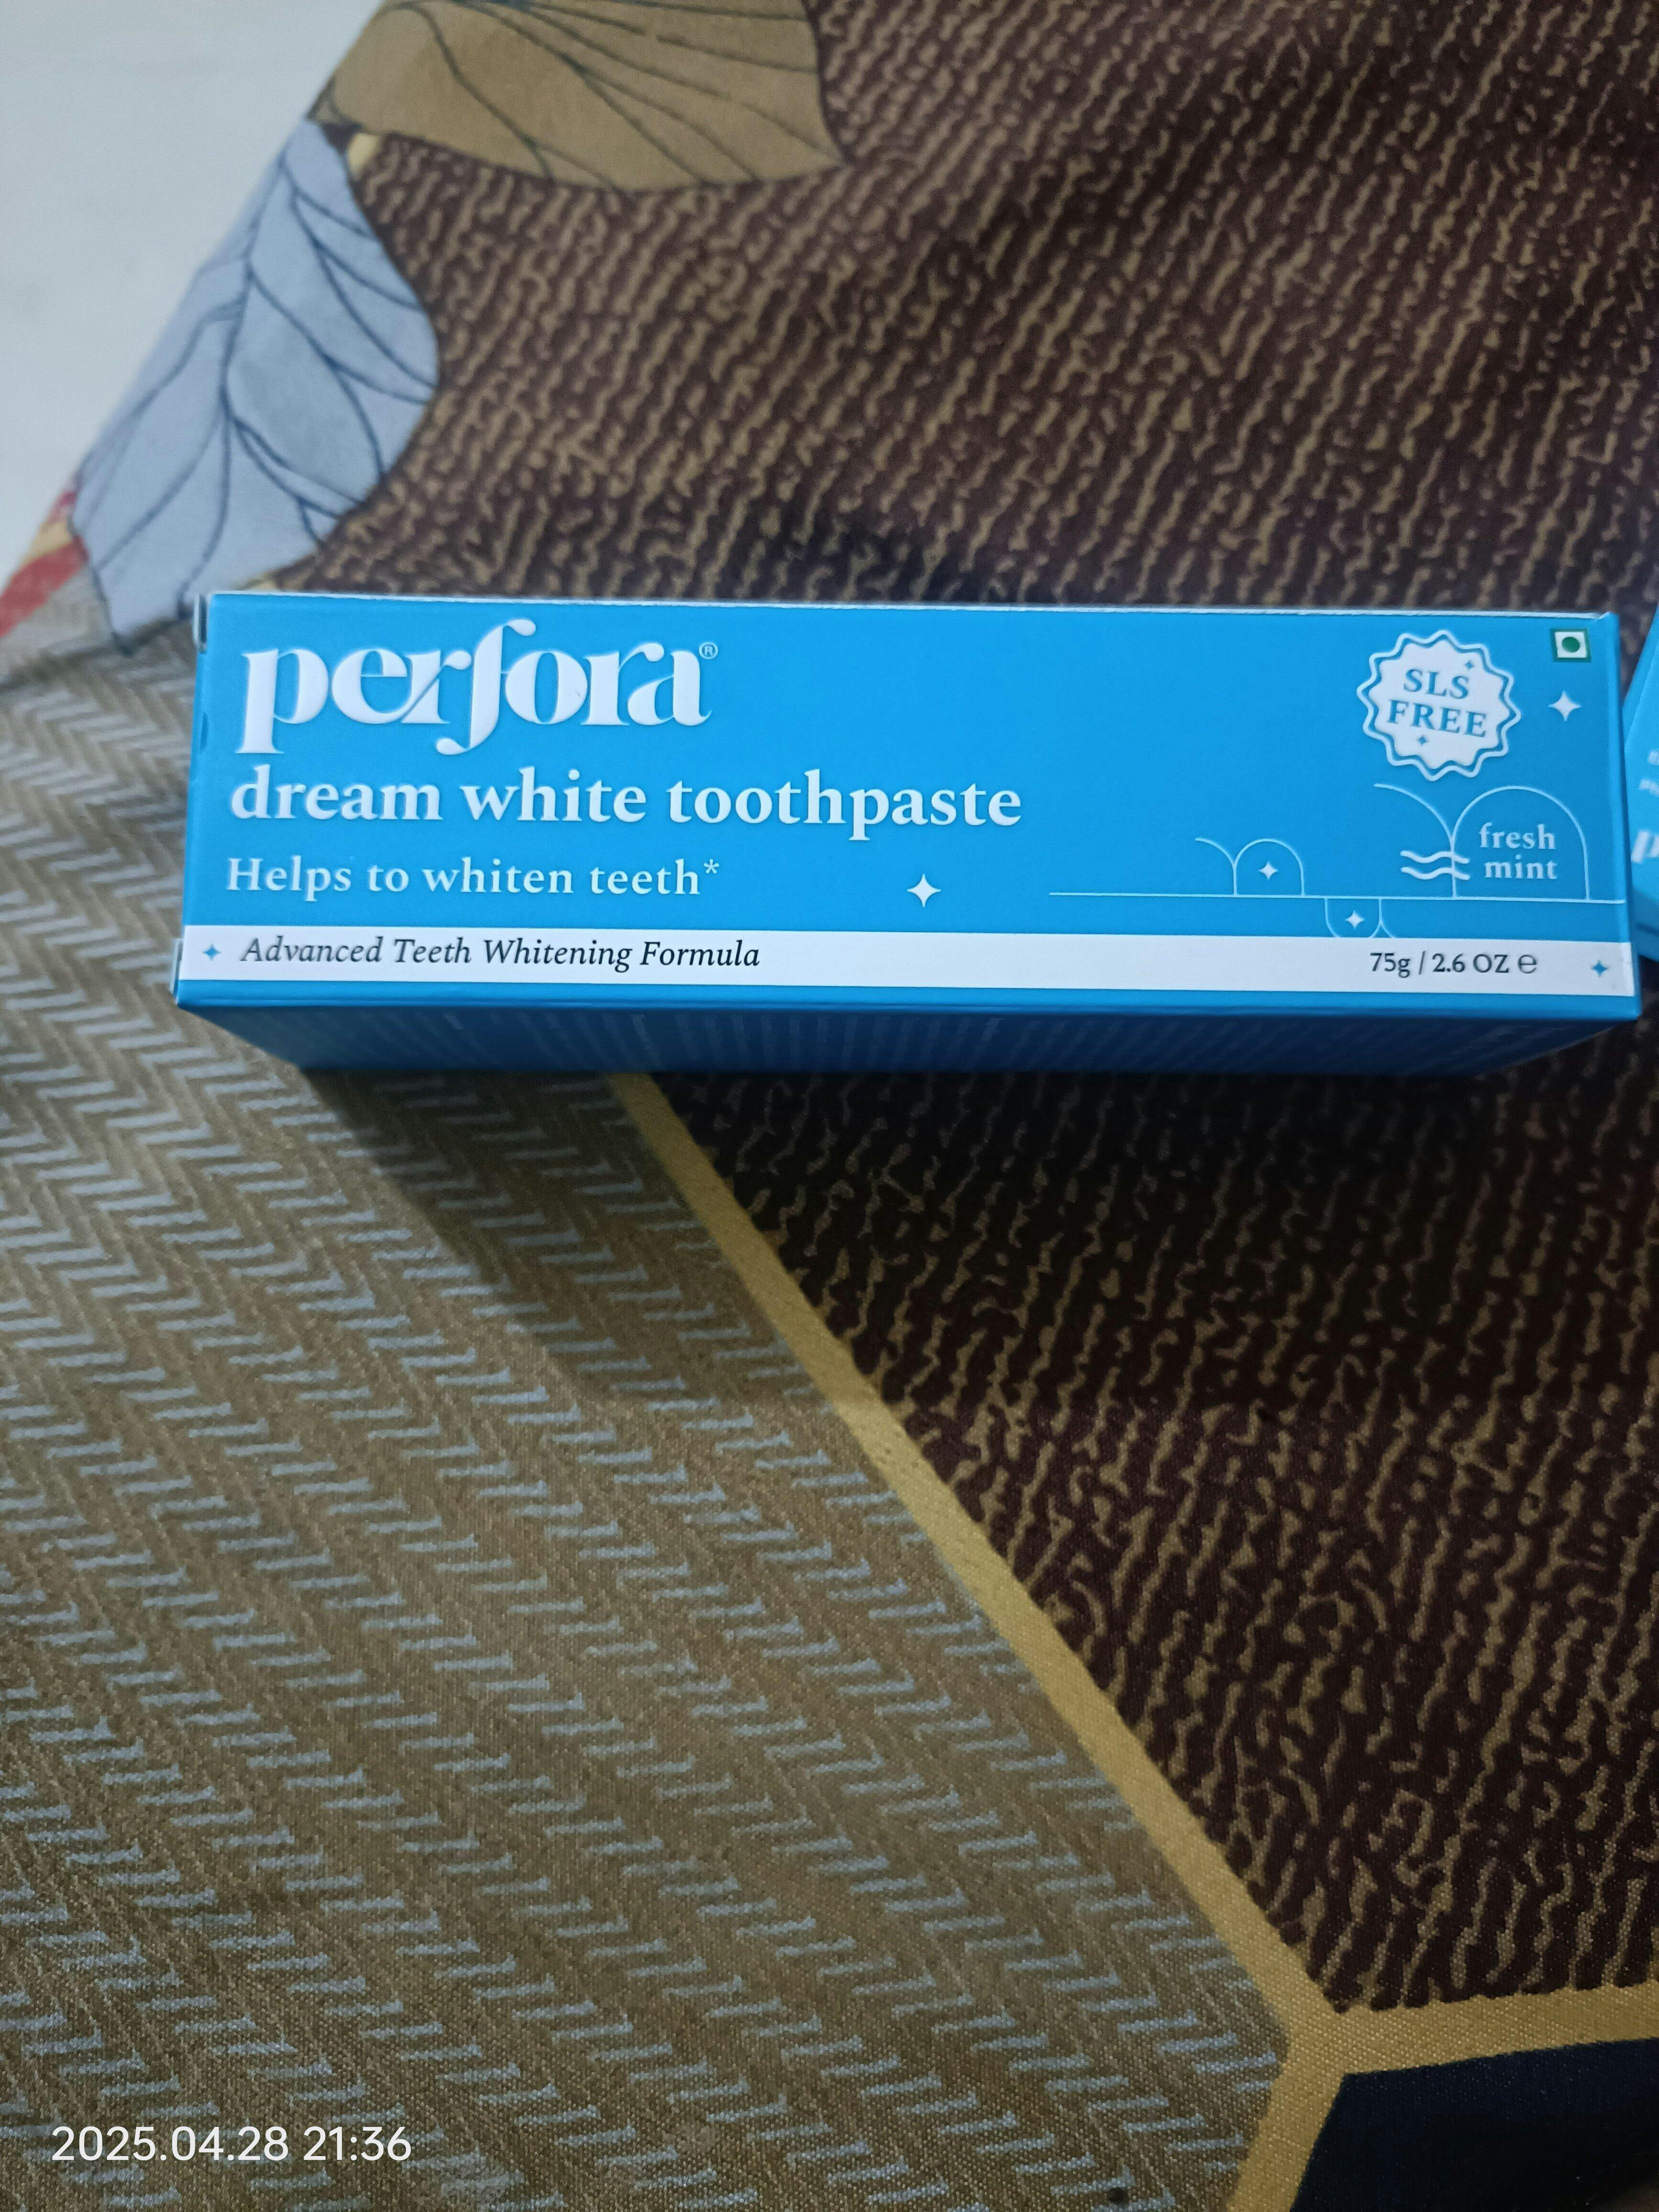 perfora®
dream white toothpaste
Helps to whiten teeth*
SLS
FREE
fresh
mint
Advanced Teeth Whitening Formula
75g / 2.6 OZ ℮
2025.04.28 21:36